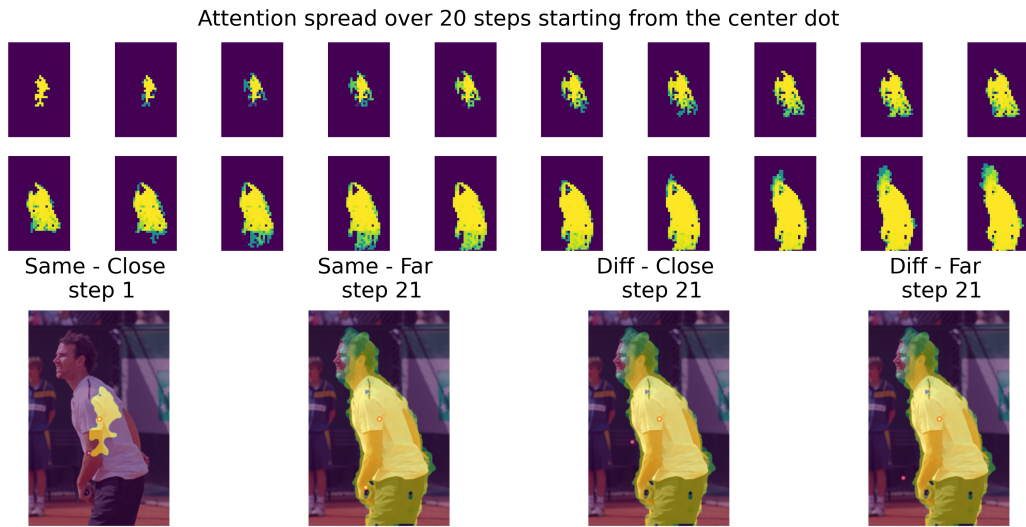 Attention spread over 20 steps starting from the center dot
Same - Close
step 1
Same - Far
step 21
Diff - Close
step 21
Diff - Far
step 21